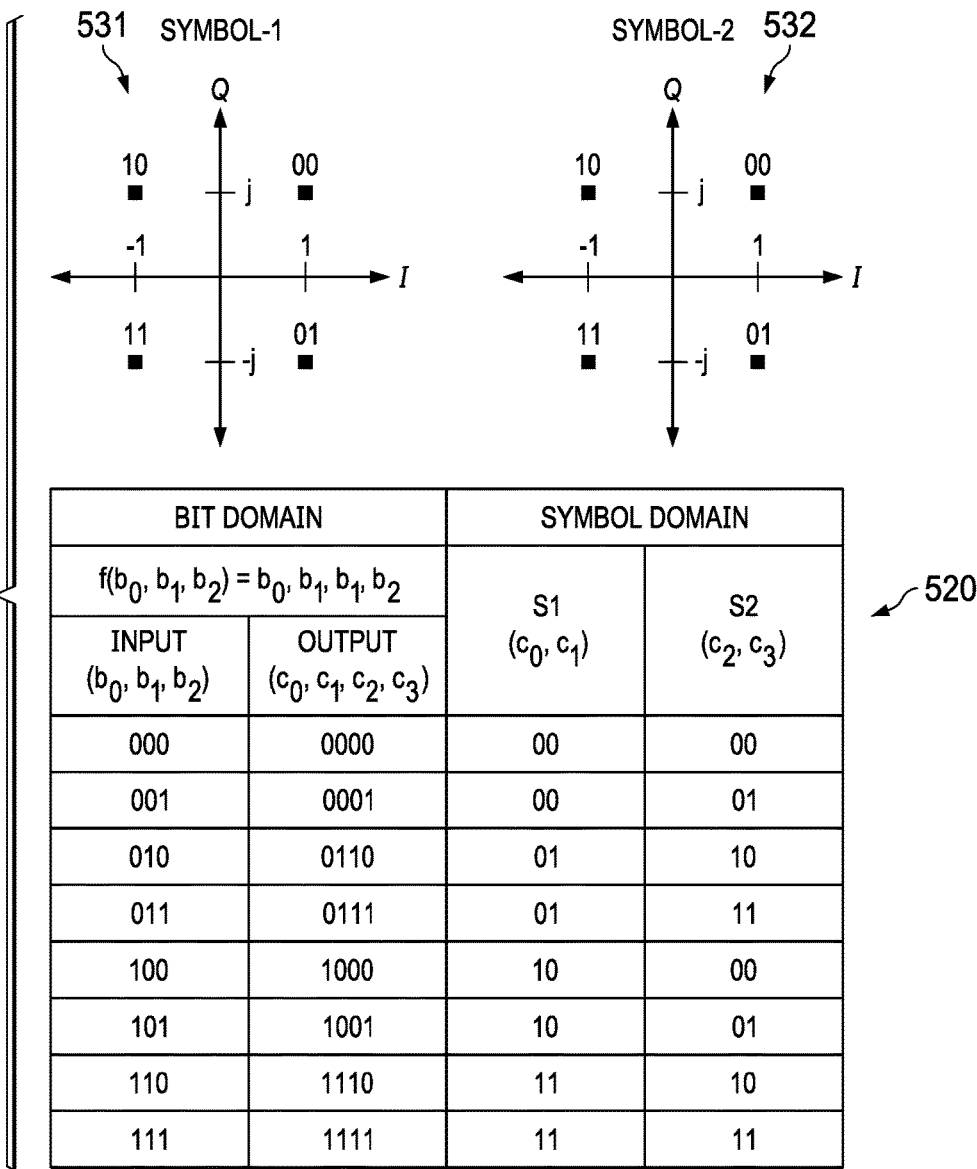 531 SYMBOL-1 SYMBOL-2 532
Q Q
10 00 10 00
j j
-1 1 -1 1
I I
11 01 11 01
-j -j
BIT DOMAIN SYMBOL DOMAIN
f(b0, b1, b2) = b0, b1, b1, b2
INPUT OUTPUT S1 S2
(b0, b1, b2) (c0, c1, c2, c3) (c0, c1) (c2, c3)
520
000 0000 00 00
001 0001 00 01
010 0110 01 10
011 0111 01 11
100 1000 10 00
101 1001 10 01
110 1110 11 10
111 1111 11 11